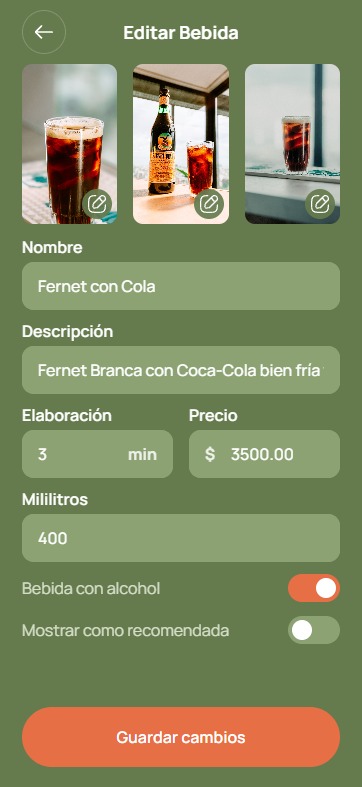 Editar Bebida
Nombre
Fernet con Cola
Descripción
Fernet Branca con Coca-Cola bien fría
Elaboración
Precio
3 min
$ 3500.00
Mililitros
400
Bebida con alcohol
Mostrar como recomendada
Guardar cambios